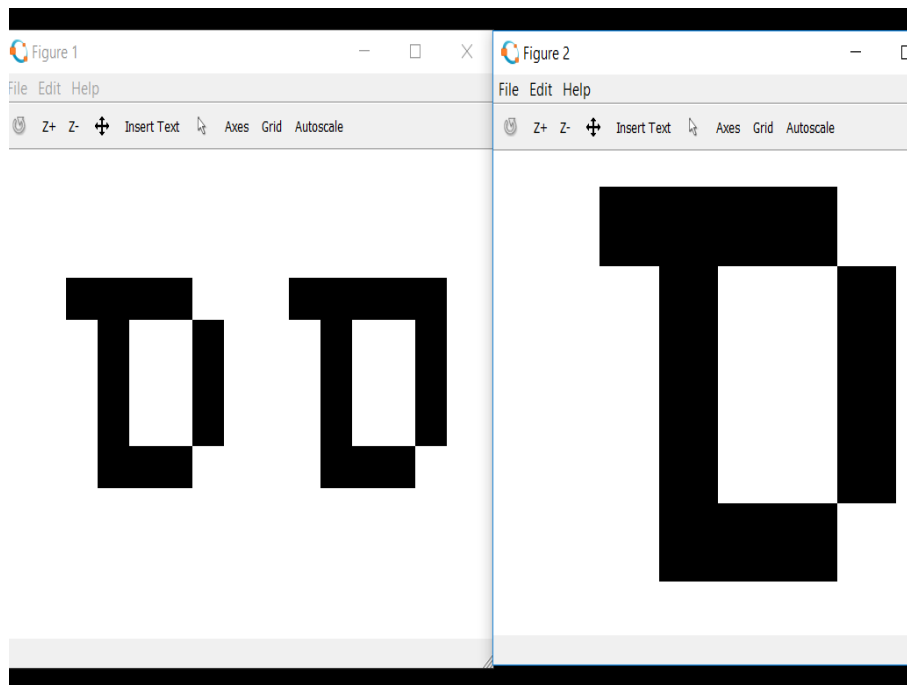 Figure 1
File Edit Help
Z+ Z- Insert Text Axes Grid Autoscale
Figure 2
File Edit Help
Z+ Z- Insert Text Axes Grid Autoscale